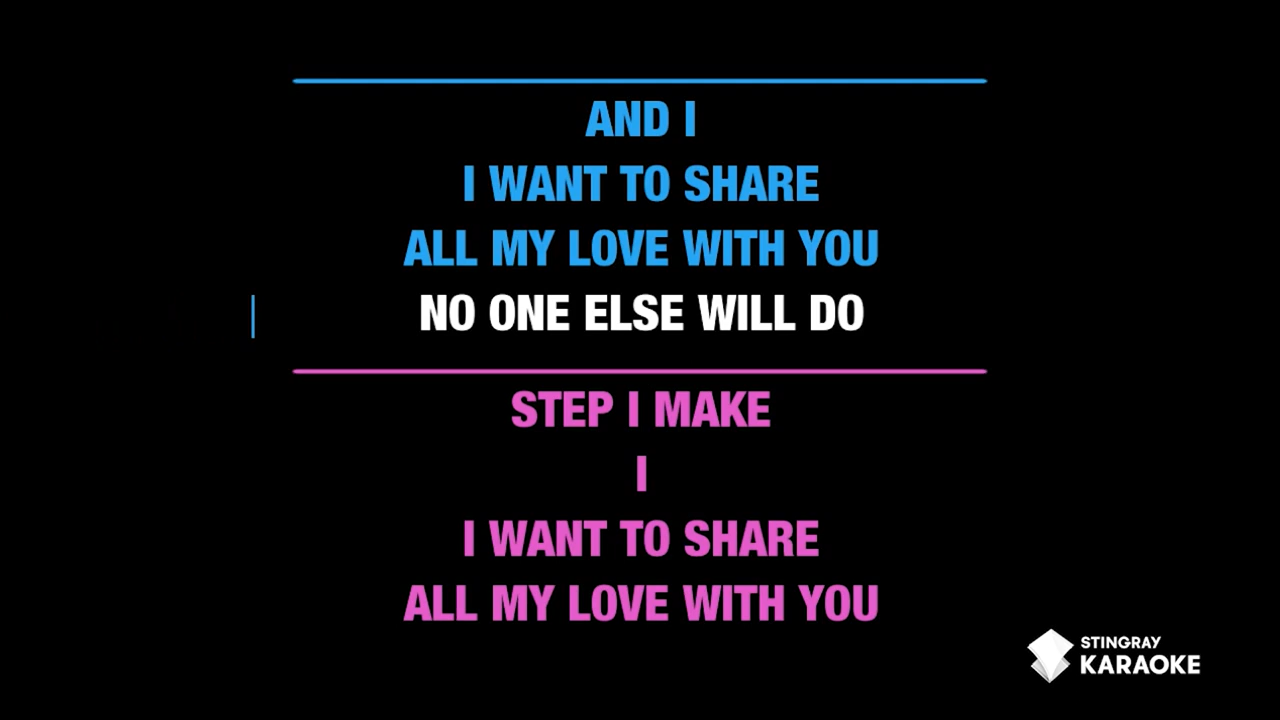 AND I
I WANT TO SHARE
ALL MY LOVE WITH YOU
NO ONE ELSE WILL DO
STEP I MAKE
I
I WANT TO SHARE
ALL MY LOVE WITH YOU
STINGRAY
KARAOKE